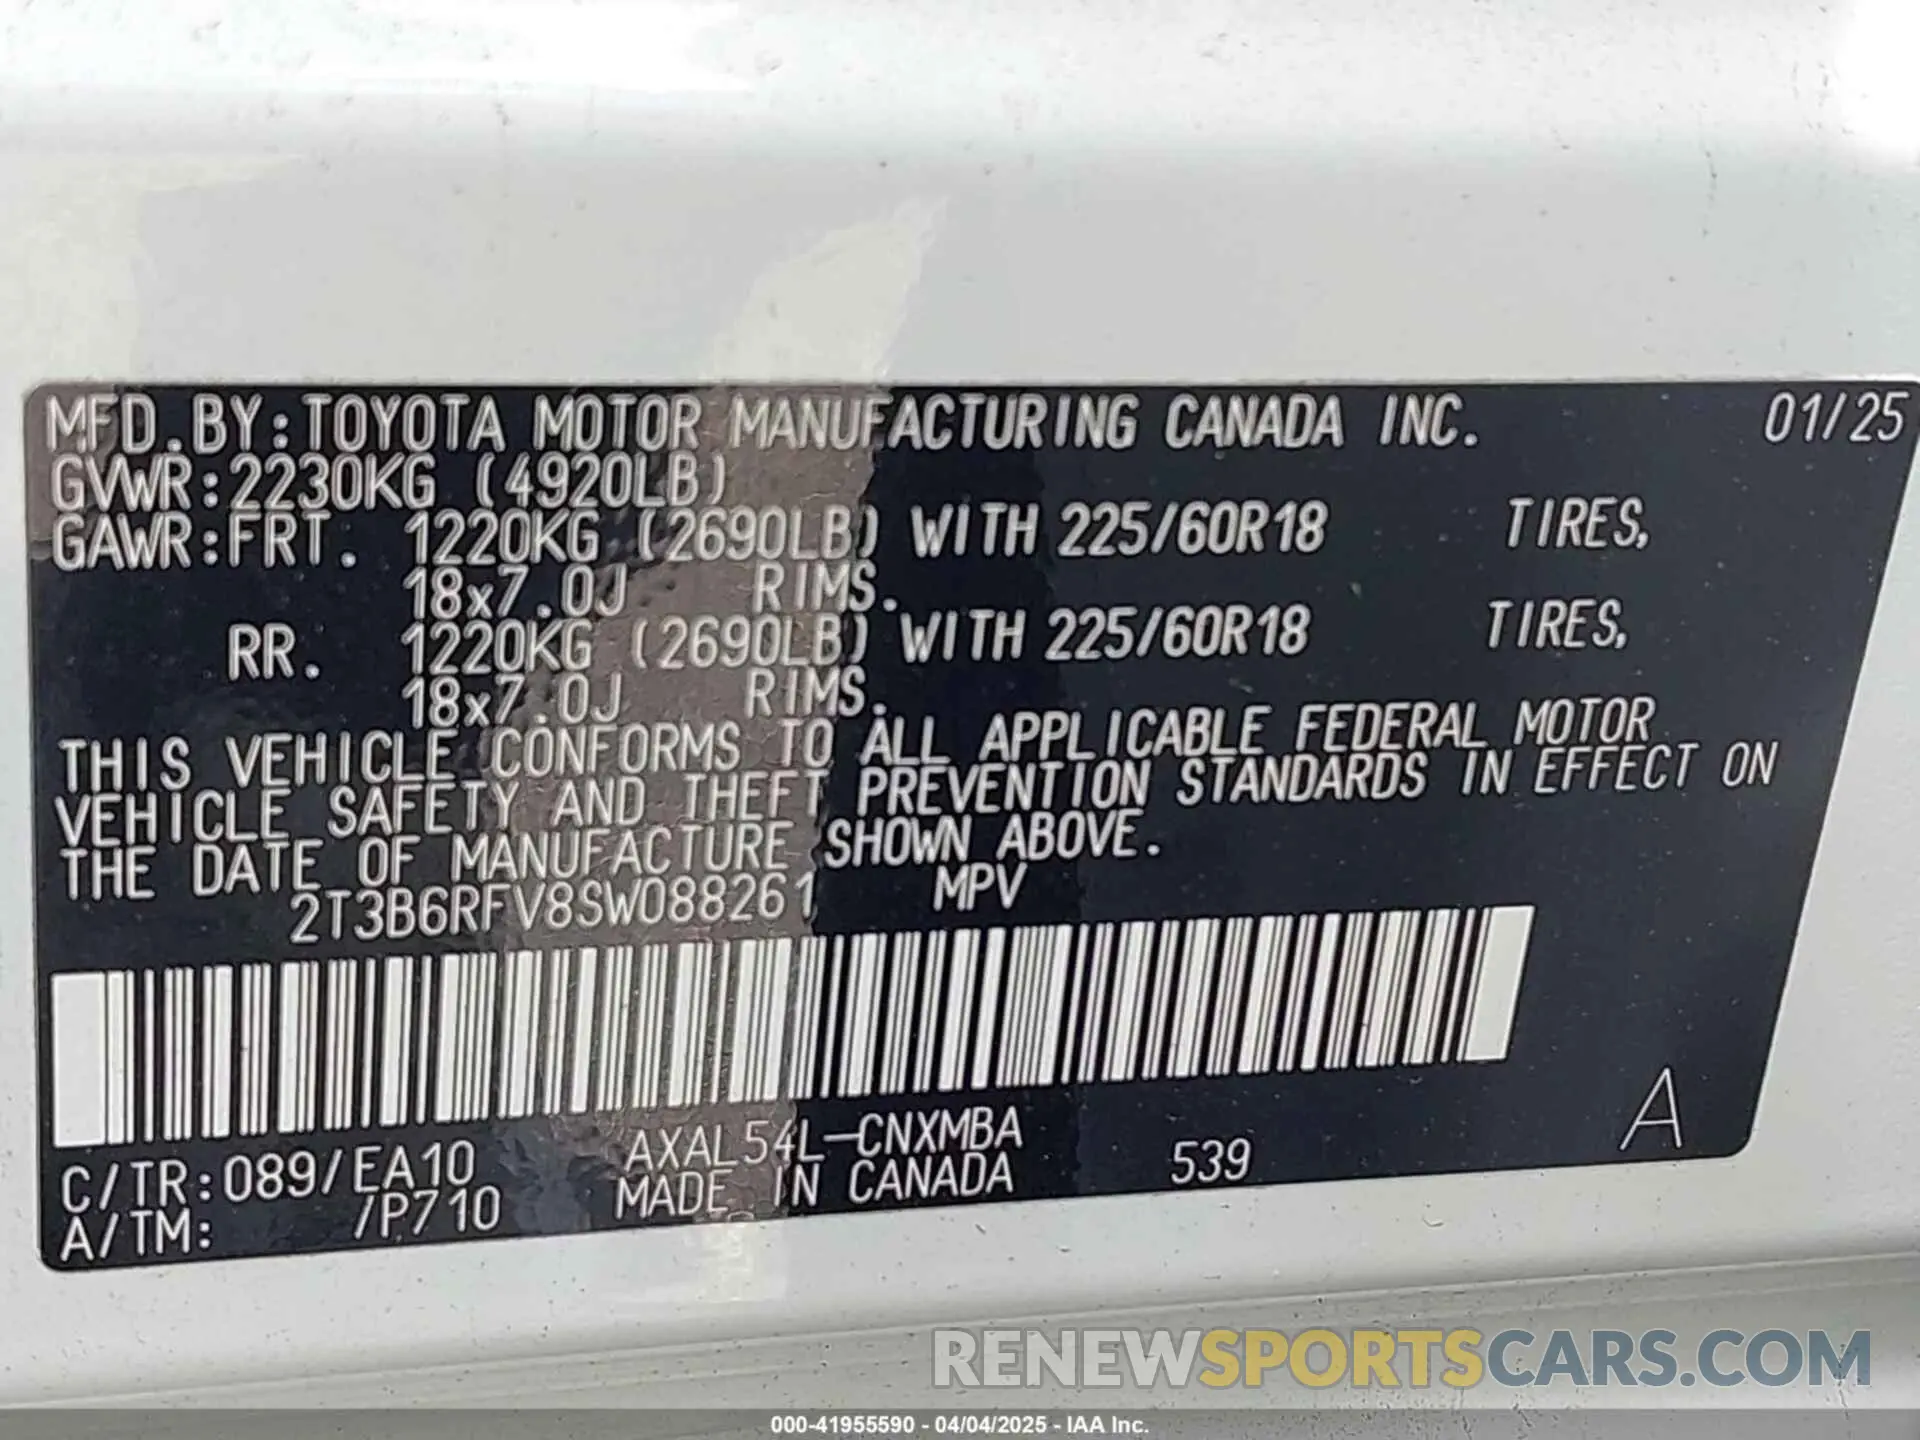 MFD.BY:TOYOTA MOTOR MANUFACTURING CANADA INC. 01/25
GVWR:2230KG (4920LB)
GAWR:FRT. 1220KG (2690LB) WITH 225/60R18 TIRES,
18x7.0J RIMS.
RR. 1220KG (2690LB) WITH 225/60R18 TIRES,
18x7.0J RIMS.
THIS VEHICLE CONFORMS TO ALL APPLICABLE FEDERAL MOTOR
VEHICLE SAFETY AND THEFT PREVENTION STANDARDS IN EFFECT ON
THE DATE OF MANUFACTURE SHOWN ABOVE.
2T3B6RFV8SW088261 MPV
C/TR:089/EA10 AXAL54L-CNXMBA A
A/TM: /P710 MADE IN CANADA 539
RENEWSPORTSCARS.COM
000-41955590 - 04/04/2025 - IAA Inc.